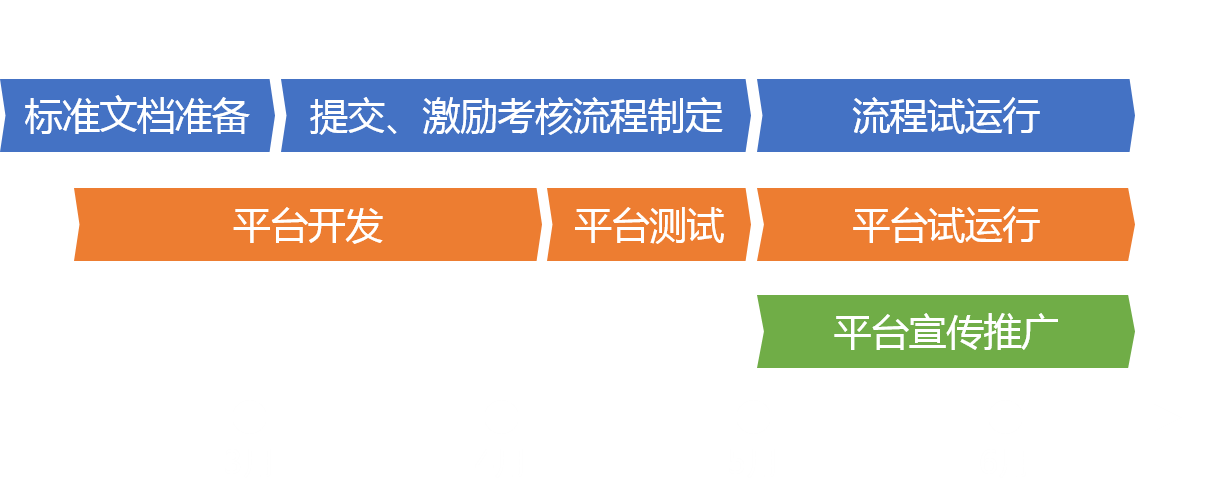 标准文档准备
提交、激励考核流程制定
流程试运行
平台开发
平台测试
平台试运行
平台宣传推广